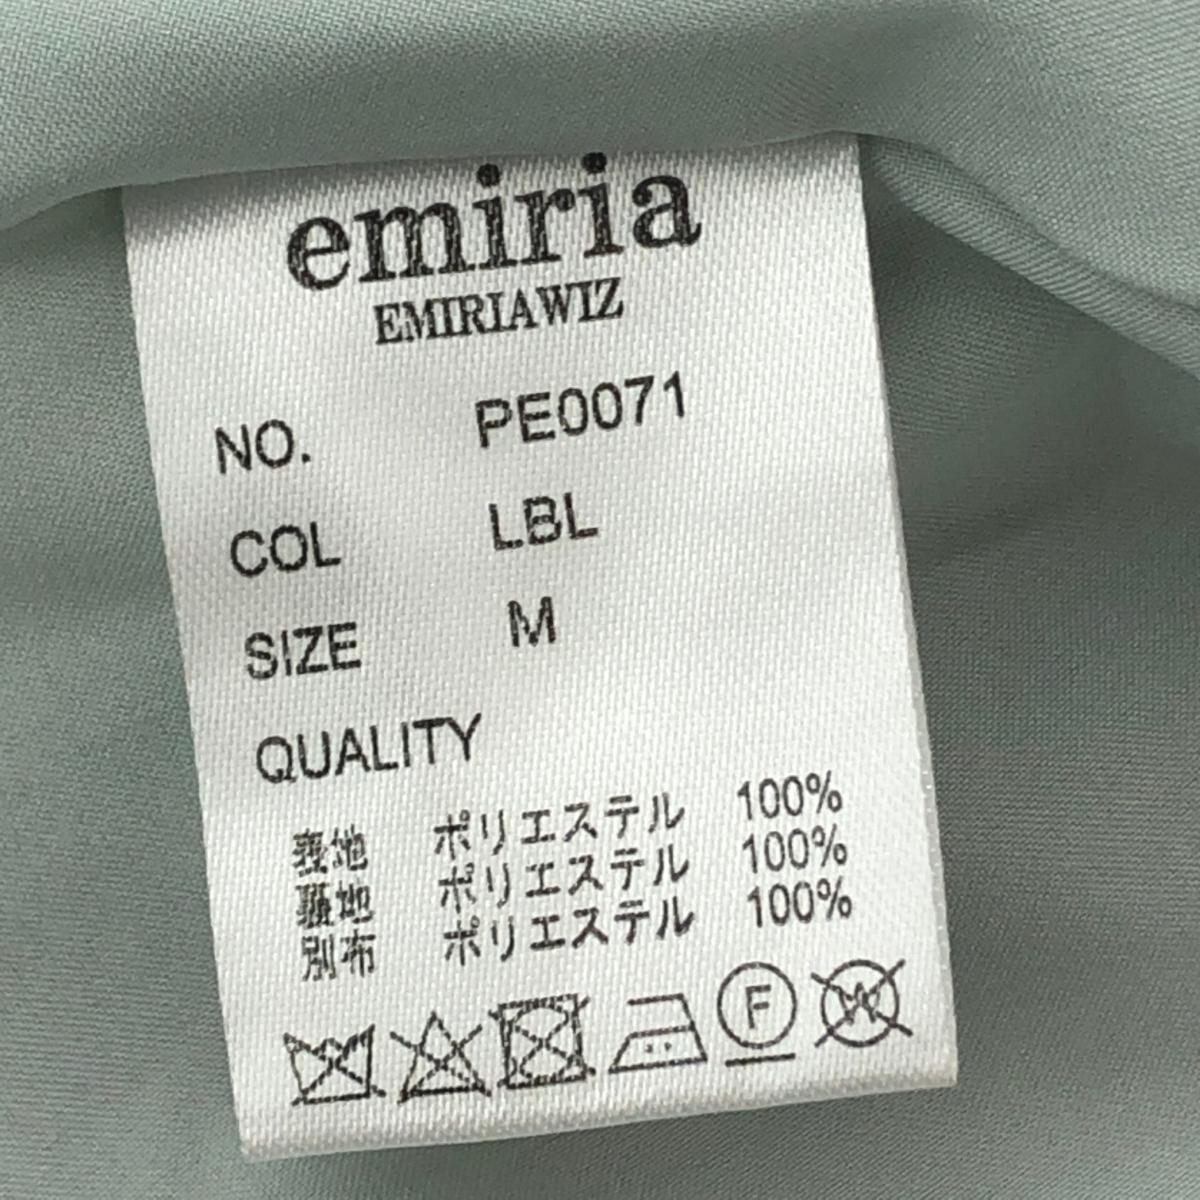 emiria
EMIRIAWIZ
NO. PE0071
COL LBL
SIZE M
QUALITY
表地 ポリエステル 100%
裏地 ポリエステル 100%
別布 ポリエステル 100%
F W